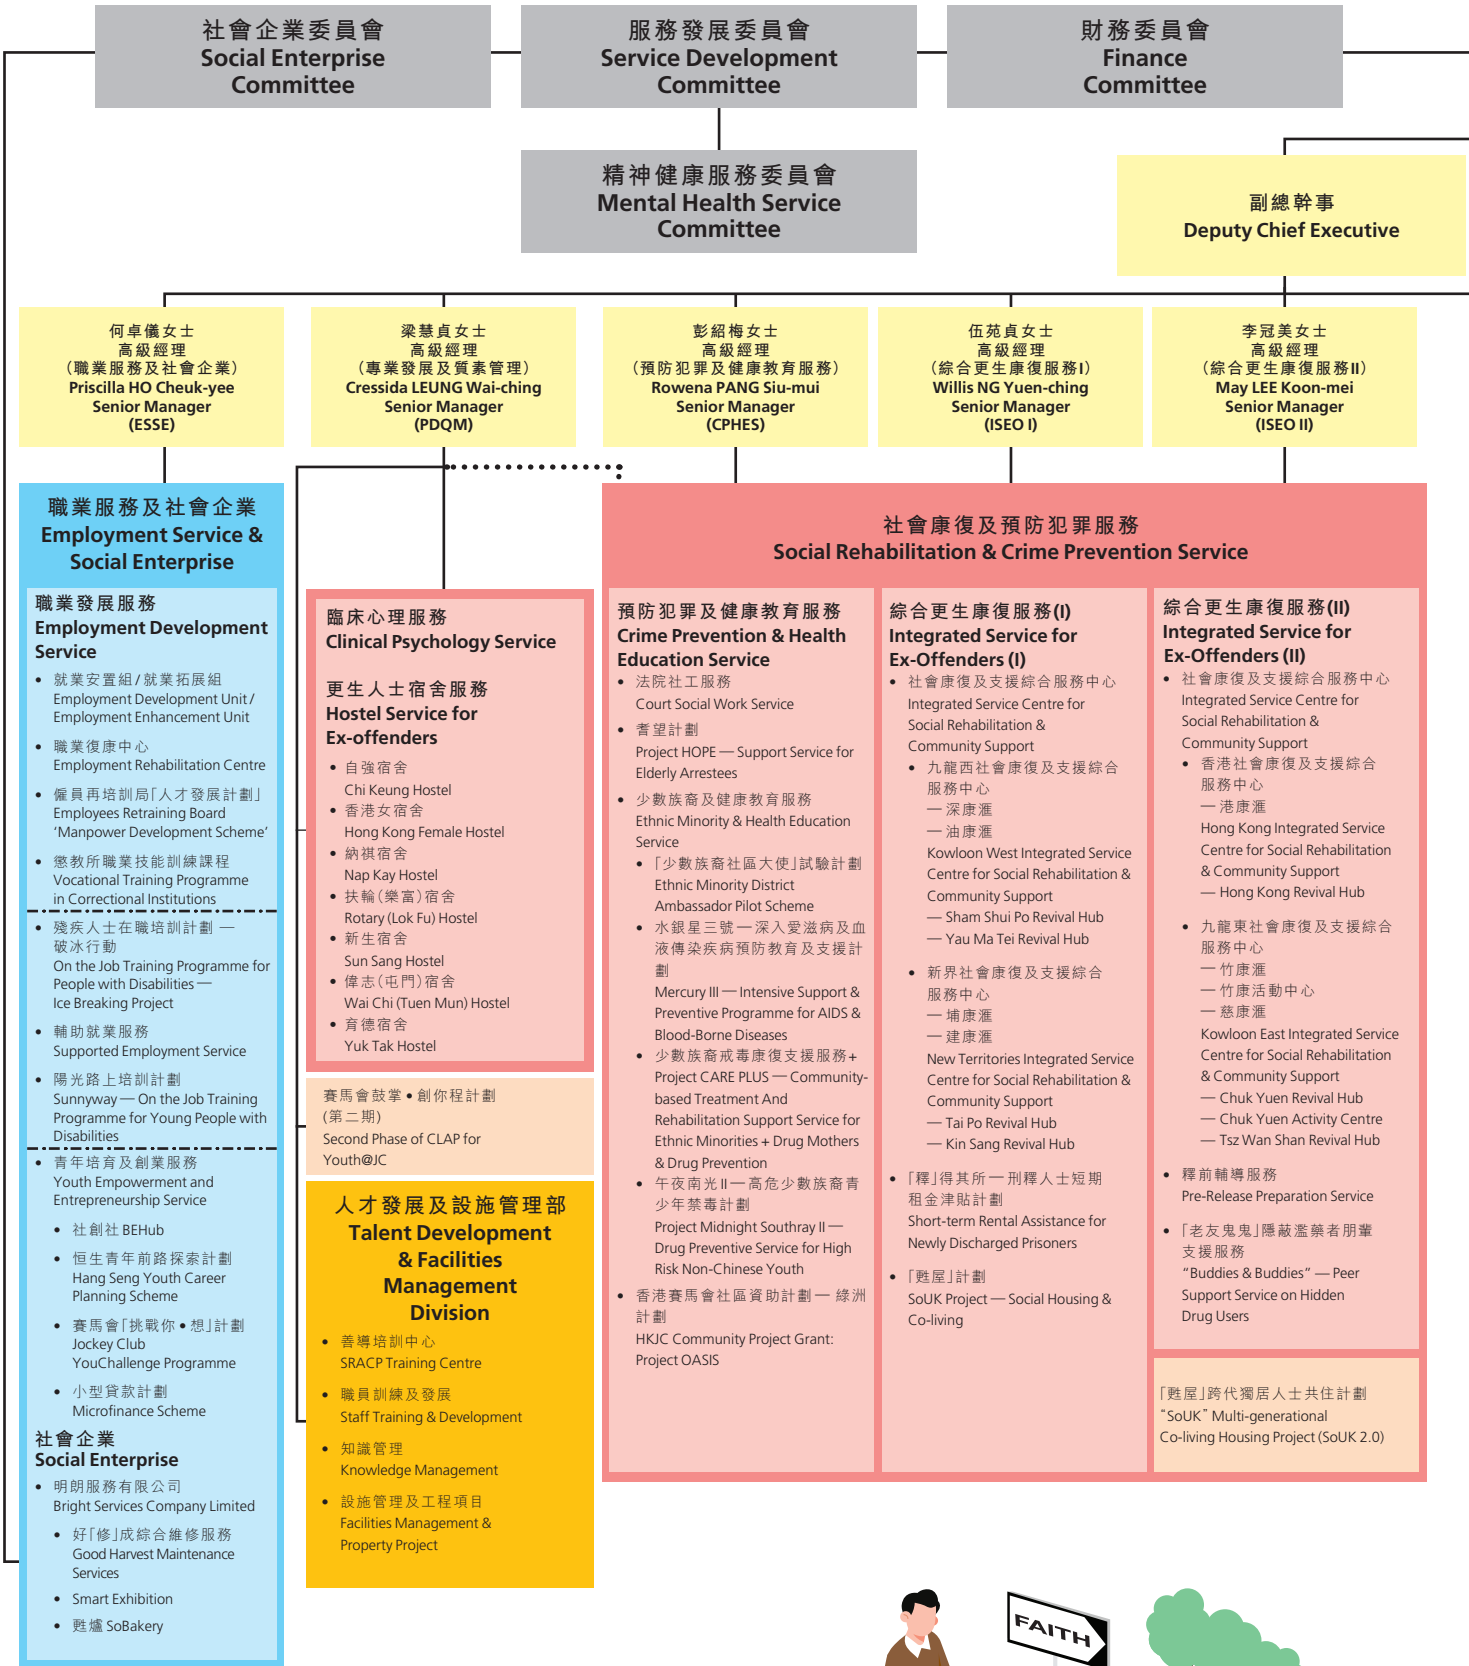 社會企業委員會
Social Enterprise
Committee
服務發展委員會
Service Development
Committee
財務委員會
Finance
Committee
精神健康服務委員會
Mental Health Service
Committee
副總幹事
Deputy Chief Executive
何卓儀女士
高級經理
（職業服務及社會企業）
Priscilla HO Cheuk-yee
Senior Manager
(ESSE)
梁慧貞女士
高級經理
（專業發展及質素管理）
Cressida LEUNG Wai-ching
Senior Manager
(PDQM)
彭紹梅女士
高級經理
（預防犯罪及健康教育服務）
Rowena PANG Siu-mui
Senior Manager
(CPHES)
伍苑貞女士
高級經理
（綜合更生康復服務I）
Willis NG Yuen-ching
Senior Manager
(ISEO I)
李冠美女士
高級經理
（綜合更生康復服務II）
May LEE Koon-mei
Senior Manager
(ISEO II)
職業服務及社會企業
Employment Service &
Social Enterprise
職業發展服務
Employment Development
Service
• 就業安置組/就業拓展組
Employment Development Unit /
Employment Enhancement Unit
• 職業復康中心
Employment Rehabilitation Centre
• 僱員再培訓局「人才發展計劃」
Employees Retraining Board
‘Manpower Development Scheme’
• 懲教所職業技能訓練課程
Vocational Training Programme
in Correctional Institutions
• 殘疾人士在職培訓計劃 —
破冰行動
On the Job Training Programme for
People with Disabilities —
Ice Breaking Project
• 輔助就業服務
Supported Employment Service
• 陽光路上培訓計劃
Sunnyway — On the Job Training
Programme for Young People with
Disabilities
• 青年培育及創業服務
Youth Empowerment and
Entrepreneurship Service
• 社創社 BEHub
• 恒生青年前路探索計劃
Hang Seng Youth Career
Planning Scheme
• 賽馬會「挑戰你•想」計劃
Jockey Club
YouChallenge Programme
• 小型貸款計劃
Microfinance Scheme
社會企業
Social Enterprise
• 明朗服務有限公司
Bright Services Company Limited
• 好「修」成綜合維修服務
Good Harvest Maintenance
Services
• Smart Exhibition
• 甦爐 SoBakery
臨床心理服務
Clinical Psychology Service
更生人士宿舍服務
Hostel Service for
Ex-offenders
• 自強宿舍
Chi Keung Hostel
• 香港女宿舍
Hong Kong Female Hostel
• 納祺宿舍
Nap Kay Hostel
• 扶輪（樂富）宿舍
Rotary (Lok Fu) Hostel
• 新生宿舍
Sun Sang Hostel
• 偉志（屯門）宿舍
Wai Chi (Tuen Mun) Hostel
• 育德宿舍
Yuk Tak Hostel
賽馬會鼓掌•創你程計劃
(第二期)
Second Phase of CLAP for
Youth@JC
人才發展及設施管理部
Talent Development
& Facilities
Management
Division
• 善導培訓中心
SRACP Training Centre
• 職員訓練及發展
Staff Training & Development
• 知識管理
Knowledge Management
• 設施管理及工程項目
Facilities Management &
Property Project
社會康復及預防犯罪服務
Social Rehabilitation & Crime Prevention Service
預防犯罪及健康教育服務
Crime Prevention & Health
Education Service
• 法院社工服務
Court Social Work Service
• 耆望計劃
Project HOPE — Support Service for
Elderly Arrestees
• 少數族裔及健康教育服務
Ethnic Minority & Health Education
Service
• 「少數族裔社區大使」試驗計劃
Ethnic Minority District
Ambassador Pilot Scheme
• 水銀星三號 — 深入愛滋病及血
液傳染疾病預防教育及支援計
劃
Mercury III — Intensive Support &
Preventive Programme for AIDS &
Blood-Borne Diseases
• 少數族裔戒毒康復支援服務+
Project CARE PLUS — Community-
based Treatment And
Rehabilitation Support Service for
Ethnic Minorities + Drug Mothers
& Drug Prevention
• 午夜南光II — 高危少數族裔青
少年禁毒計劃
Project Midnight Southray II —
Drug Preventive Service for High
Risk Non-Chinese Youth
• 香港賽馬會社區資助計劃 — 綠洲
計劃
HKJC Community Project Grant:
Project OASIS
綜合更生康復服務(I)
Integrated Service for
Ex-Offenders (I)
• 社會康復及支援綜合服務中心
Integrated Service Centre for
Social Rehabilitation &
Community Support
• 九龍西社會康復及支援綜合
服務中心
— 深康滙
— 油康滙
Kowloon West Integrated Service
Centre for Social Rehabilitation &
Community Support
— Sham Shui Po Revival Hub
— Yau Ma Tei Revival Hub
• 新界社會康復及支援綜合
服務中心
— 埔康滙
— 建康滙
New Territories Integrated Service
Centre for Social Rehabilitation &
Community Support
— Tai Po Revival Hub
— Kin Sang Revival Hub
• 「釋」得其所 — 刑釋人士短期
租金津貼計劃
Short-term Rental Assistance for
Newly Discharged Prisoners
• 「甦屋」計劃
SoUK Project — Social Housing &
Co-living
綜合更生康復服務(II)
Integrated Service for
Ex-Offenders (II)
• 社會康復及支援綜合服務中心
Integrated Service Centre for
Social Rehabilitation &
Community Support
• 香港社會康復及支援綜合
服務中心
— 港康滙
Hong Kong Integrated Service
Centre for Social Rehabilitation
& Community Support
— Hong Kong Revival Hub
• 九龍東社會康復及支援綜合
服務中心
— 竹康滙
— 竹康活動中心
— 慈康滙
Kowloon East Integrated Service
Centre for Social Rehabilitation
& Community Support
— Chuk Yuen Revival Hub
— Chuk Yuen Activity Centre
— Tsz Wan Shan Revival Hub
• 釋前輔導服務
Pre-Release Preparation Service
• 「老友鬼鬼」隱蔽濫藥者朋輩
支援服務
“Buddies & Buddies” — Peer
Support Service on Hidden
Drug Users
「甦屋」跨代獨居人士共住計劃
“SoUK” Multi-generational
Co-living Housing Project (SoUK 2.0)
FAITH